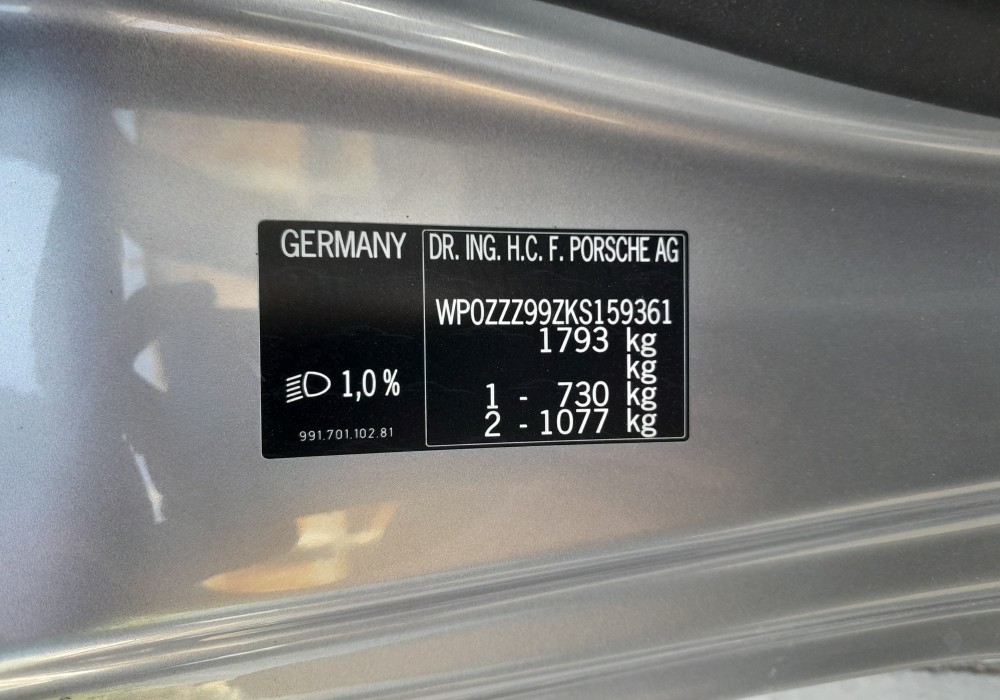 GERMANY
1,0 %
991.701.102.81
DR. ING. H.C. F. PORSCHE AG
WP0ZZZ99ZKS159361
1793 kg
kg
1 - 730 kg
2 - 1077 kg